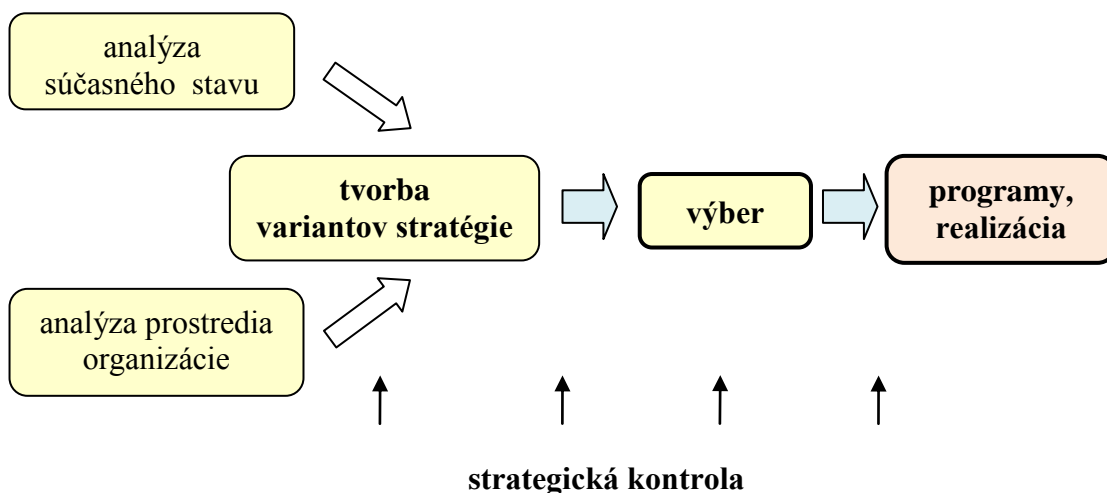 analýza
súčasného stavu
tvorba
variantov stratégie
výber
programy,
realizácia
analýza prostredia
organizácie
strategická kontrola